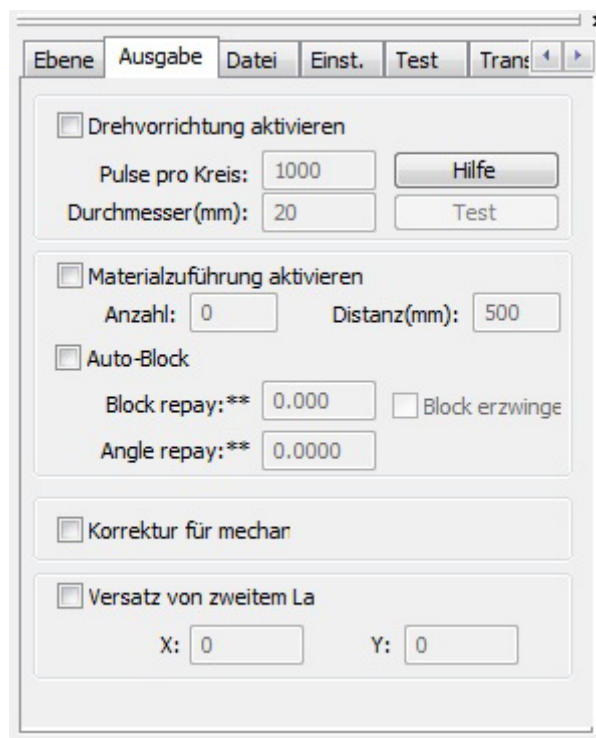 Ebene Ausgabe Datei Einst. Test Trans
Drehvorrichtung aktivieren
Pulse pro Kreis: 1000 Hilfe
Durchmesser(mm): 20 Test
Materialzuführung aktivieren
Anzahl: 0 Distanz(mm): 500
Auto-Block
Block repay:** 0.000 Block erzwinge
Angle repay:** 0.0000
Korrektur für mechan
Versatz von zweitem La
X: 0 Y: 0